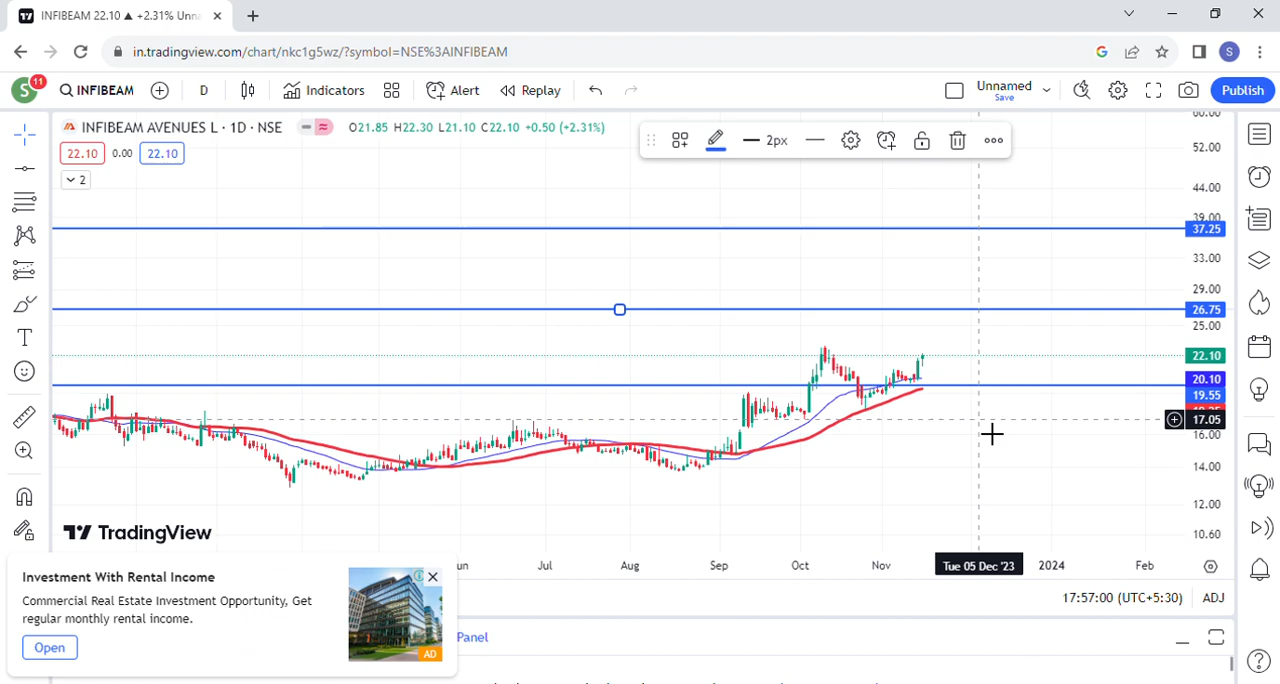 INFIBEAM 22.10 ▲ +2.31% Unna
in.tradingview.com/chart/nkc1g5wz/?symbol=NSE%3AINFIBEAM
S
S 11 INFIBEAM D Indicators Alert Replay Unnamed Save Publish
INFIBEAM AVENUES L · 1D · NSE O21.85 H22.30 L21.10 C22.10 +0.50 (+2.31%)
22.10 0.00 22.10
2px
2
60.00
52.00
44.00
39.00
37.25
33.00
29.00
26.75
25.00
22.10
20.10
19.55
17.05
16.00
14.00
12.00
10.60
TradingView
Jul Aug Sep Oct Nov Tue 05 Dec '23 2024 Feb
17:57:00 (UTC+5:30) ADJ
Investment With Rental Income
Commercial Real Estate Investment Opportunity, Get
regular monthly rental income.
Open
AD
Panel